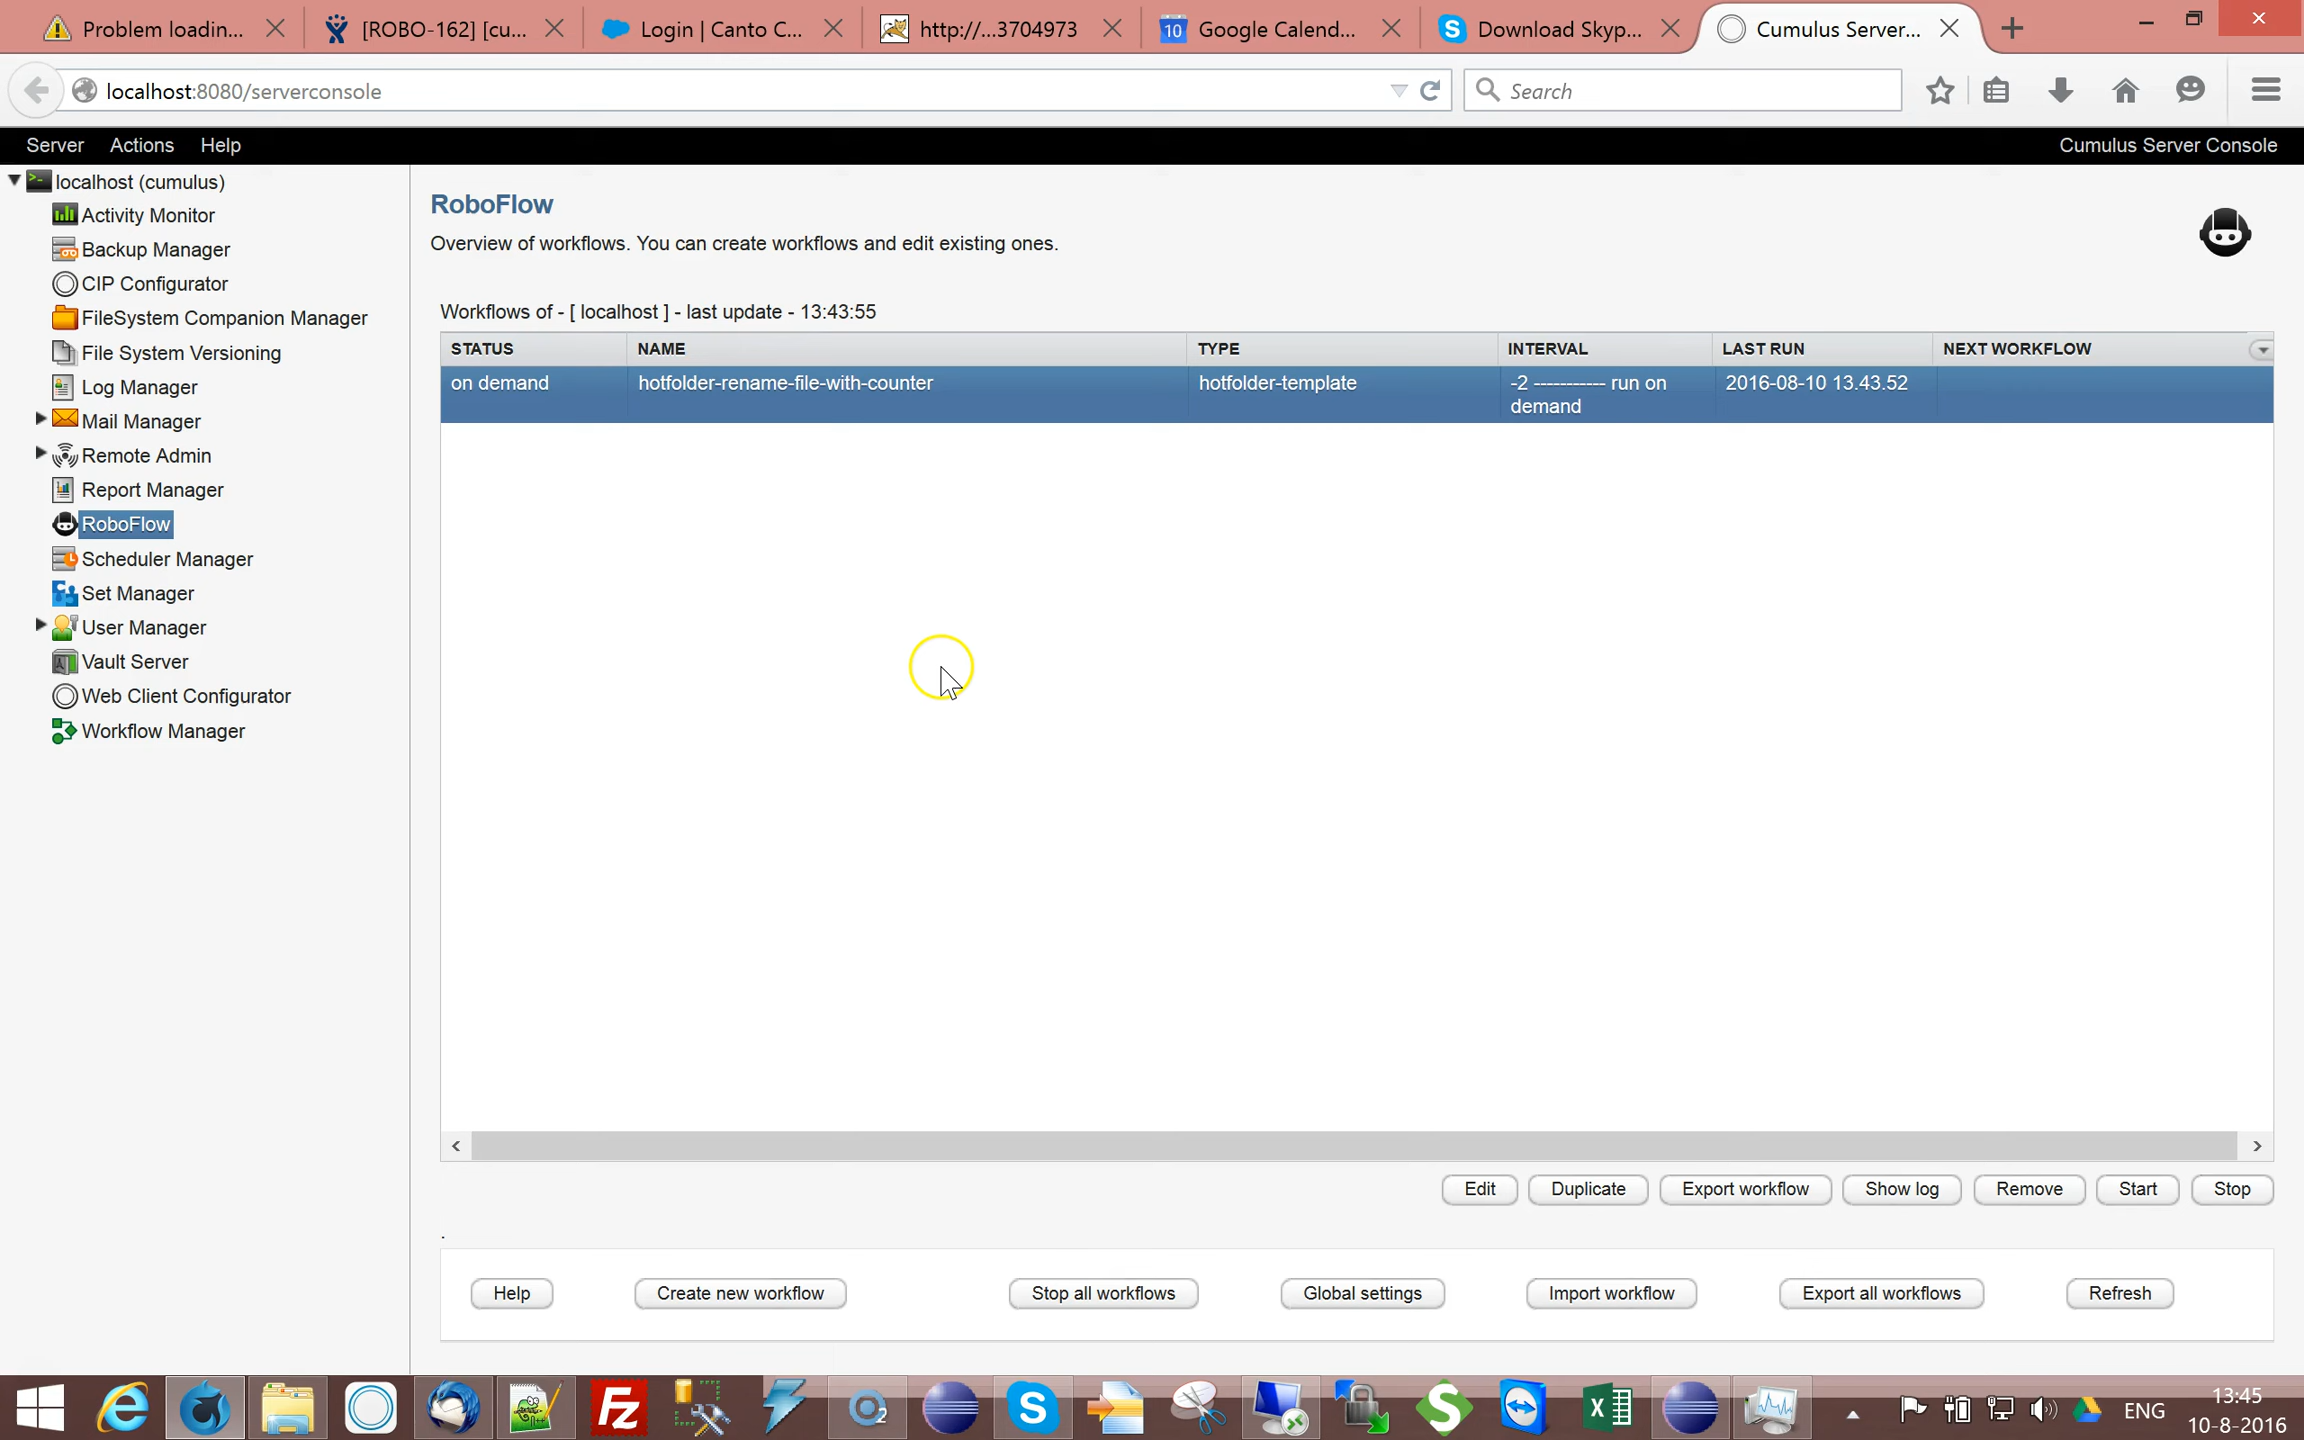 Problem loadin...
[ROBO-162] [cu...
Login | Canto C...
http://...3704973
10
Google Calend...
Download Skyp...
Cumulus Server...
localhost:8080/serverconsole
Search
Server Actions Help
Cumulus Server Console
localhost (cumulus)
Activity Monitor
Backup Manager
CIP Configurator
FileSystem Companion Manager
File System Versioning
Log Manager
Mail Manager
Remote Admin
Report Manager
RoboFlow
Scheduler Manager
Set Manager
User Manager
Vault Server
Web Client Configurator
Workflow Manager
RoboFlow
Overview of workflows. You can create workflows and edit existing ones.
Workflows of - [ localhost ] - last update - 13:43:55
STATUS NAME TYPE INTERVAL LAST RUN NEXT WORKFLOW
on demand hotfolder-rename-file-with-counter hotfolder-template -2 ----------- run on 2016-08-10 13.43.52
demand
Edit Duplicate Export workflow Show log Remove Start Stop
.
Help Create new workflow Stop all workflows Global settings Import workflow Export all workflows Refresh
ENG
13:45
10-8-2016